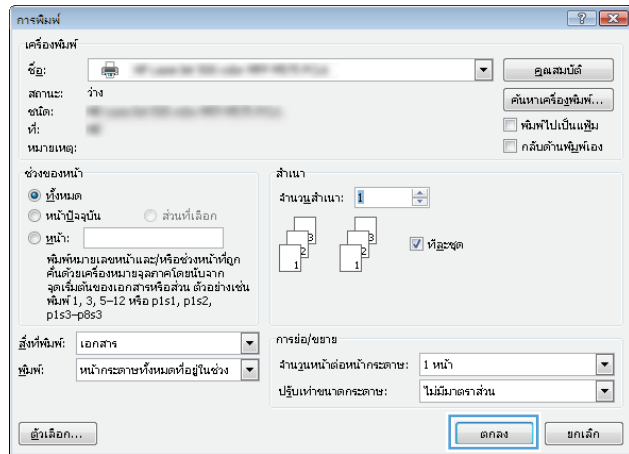 การพิมพ์
เครื่องพิมพ์
ชื่อ:
คุณสมบัติ
สถานะ: ว่าง
ค้นหาเครื่องพิมพ์...
ชนิด:
ที่:
พิมพ์ไปเป็นแฟ้ม
หมายเหตุ:
กลับด้านพิมพ์เอง
ช่วงของหน้า
ทั้งหมด
หน้าปัจจุบัน ส่วนที่เลือก
หน้า:
พิมพ์หมายเลขหน้าและ/หรือช่วงหน้าที่ถูก
คั่นด้วยเครื่องหมายจุลภาคโดยนับจาก
จุดเริ่มต้นของเอกสารหรือส่วน ตัวอย่างเช่น
พิมพ์ 1, 3, 5–12 หรือ p1s1, p1s2,
p1s3–p8s3
สำเนา
จำนวนสำเนา: 1
3 3
2 2
1 1
ทีละชุด
สิ่งที่พิมพ์: เอกสาร
พิมพ์: หน้ากระดาษทั้งหมดที่อยู่ในช่วง
การย่อ/ขยาย
จำนวนหน้าต่อหน้ากระดาษ: 1 หน้า
ปรับเท่าขนาดกระดาษ: ไม่มีมาตราส่วน
ตัวเลือก...
ตกลง
ยกเลิก